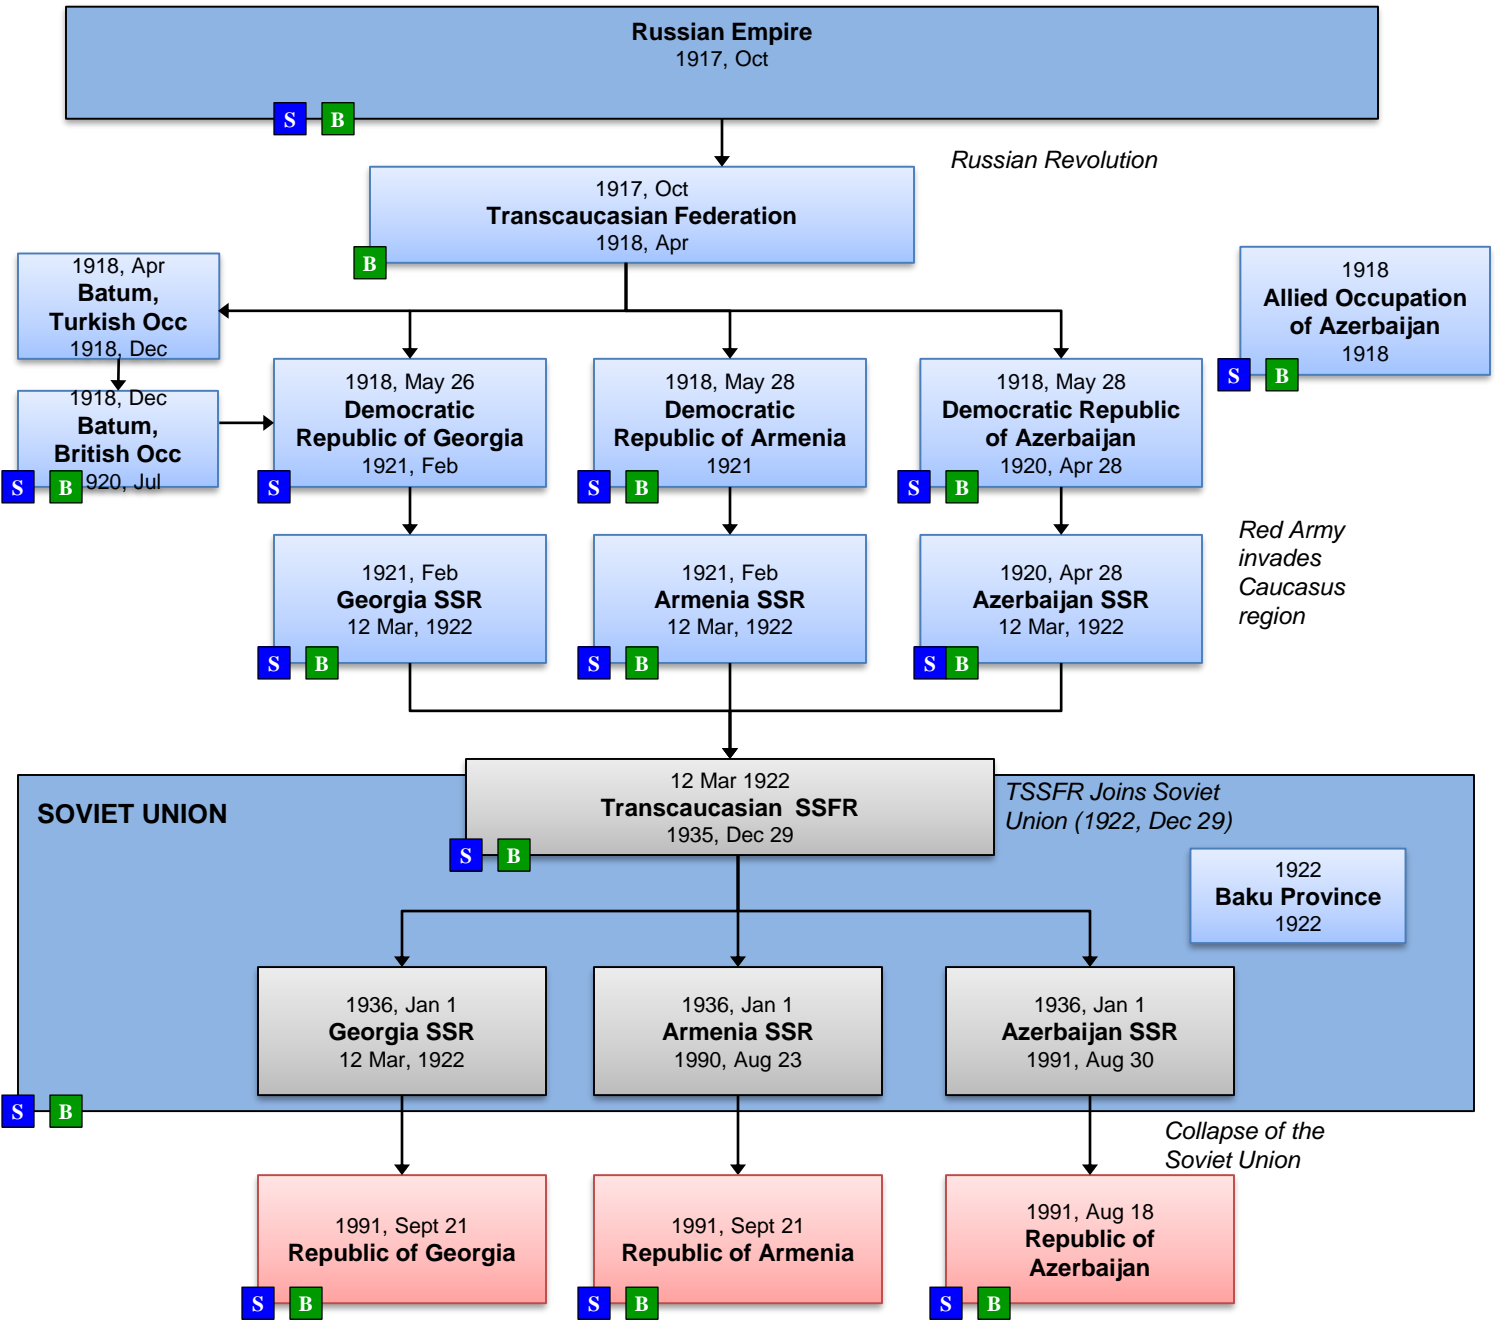 Russian Empire
1917, Oct
S B
Russian Revolution
1917, Oct
Transcaucasian Federation
1918, Apr
B
1918, Apr
Batum,
Turkish Occ
1918, Dec
1918
Allied Occupation
of Azerbaijan
1918
S B
1918, Dec
Batum,
British Occ
1920, Jul
S B
1918, May 26
Democratic
Republic of Georgia
1921, Feb
S
1918, May 28
Democratic
Republic of Armenia
1921
S B
1918, May 28
Democratic Republic
of Azerbaijan
1920, Apr 28
S B
Red Army
invades
Caucasus
region
1921, Feb
Georgia SSR
12 Mar, 1922
S B
1921, Feb
Armenia SSR
12 Mar, 1922
S B
1920, Apr 28
Azerbaijan SSR
12 Mar, 1922
S B
SOVIET UNION
12 Mar 1922
Transcaucasian SSFR
1935, Dec 29
S B
TSSFR Joins Soviet
Union (1922, Dec 29)
1922
Baku Province
1922
1936, Jan 1
Georgia SSR
12 Mar, 1922
1936, Jan 1
Armenia SSR
1990, Aug 23
1936, Jan 1
Azerbaijan SSR
1991, Aug 30
S B
Collapse of the
Soviet Union
1991, Sept 21
Republic of Georgia
S B
1991, Sept 21
Republic of Armenia
S B
1991, Aug 18
Republic of
Azerbaijan
S B